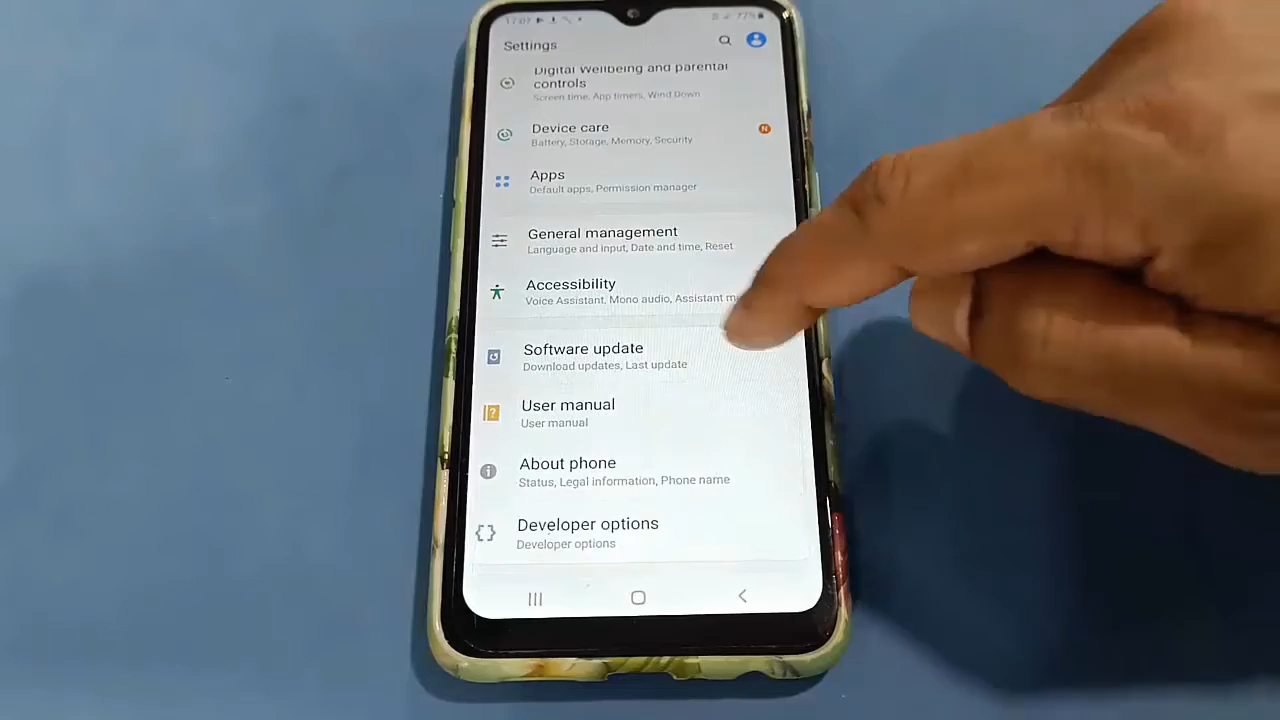 17:07
77%
Settings
Digital Wellbeing and parental
controls
Screen time, App timers, Wind Down
Device care
N
Battery, Storage, Memory, Security
Apps
Default apps, Permission manager
General management
Language and input, Date and time, Reset
Accessibility
Voice Assistant, Mono audio, Assistant m
Software update
Download updates, Last update
User manual
User manual
About phone
Status, Legal information, Phone name
Developer options
Developer options